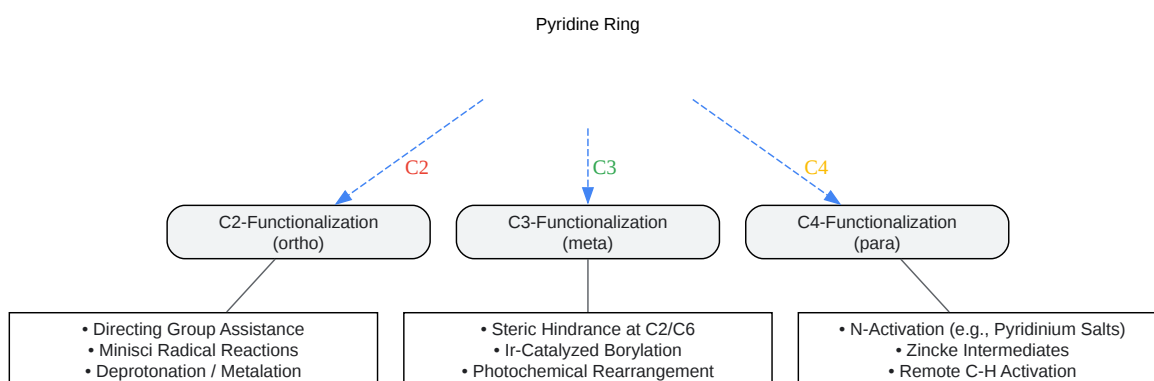 Pyridine Ring
C2
C3
C4
C2-Functionalization
(ortho)
C3-Functionalization
(meta)
C4-Functionalization
(para)
• Directing Group Assistance
• Minisci Radical Reactions
• Deprotonation / Metalation
• Steric Hindrance at C2/C6
• Ir-Catalyzed Borylation
• Photochemical Rearrangement
• N-Activation (e.g., Pyridinium Salts)
• Zincke Intermediates
• Remote C-H Activation